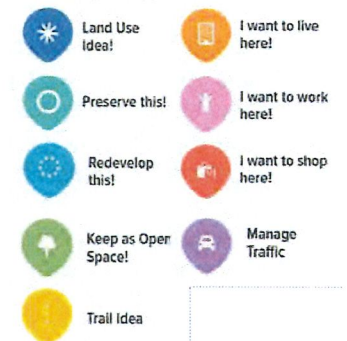 Land Use
Idea!
I want to live
here!
Preserve this!
I want to work
here!
Redevelop
this!
I want to shop
here!
Keep as Open
Space!
Manage
Traffic
Trail Idea